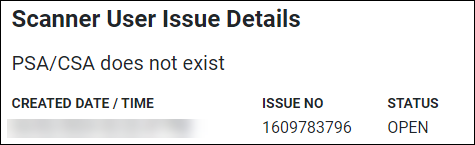 Scanner User Issue Details
PSA/CSA does not exist
CREATED DATE / TIME ISSUE NO STATUS
1609783796 OPEN